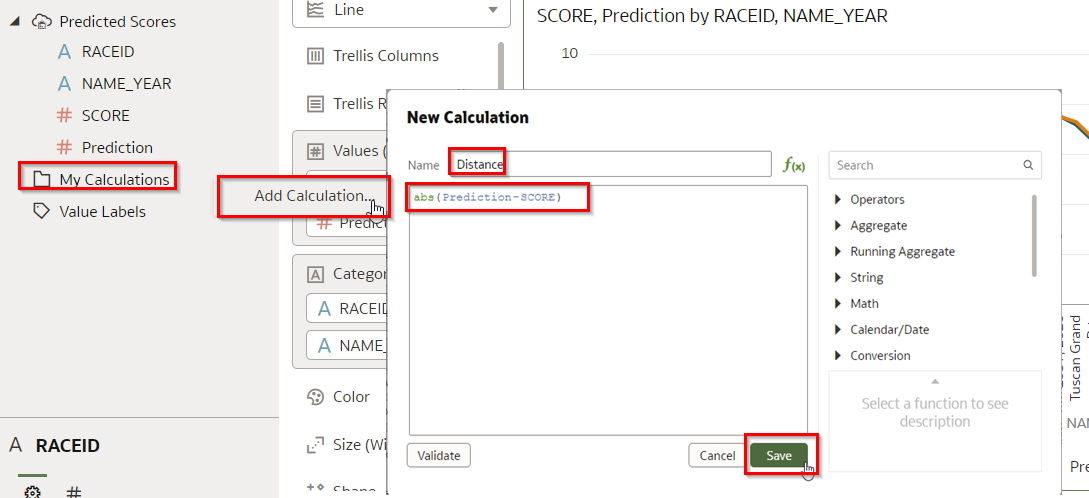 Predicted Scores
A RACEID
A NAME_YEAR
# SCORE
# Prediction
My Calculations
Value Labels
A RACEID
#
Line
Trellis Columns
Trellis R
# Values (
Add Calculation...
# Predict
A Categor
A RACEID
A NAME_
Color
Size (Wi
Shape
SCORE, Prediction by RACEID, NAME_YEAR
10
New Calculation
Name Distance f(x)
abs(Prediction-SCORE)
Search
Operators
Aggregate
Running Aggregate
String
Math
Calendar/Date
Conversion
Select a function to see
description
Validate
Cancel
Save
Tuscan Grand
NAM
Pre